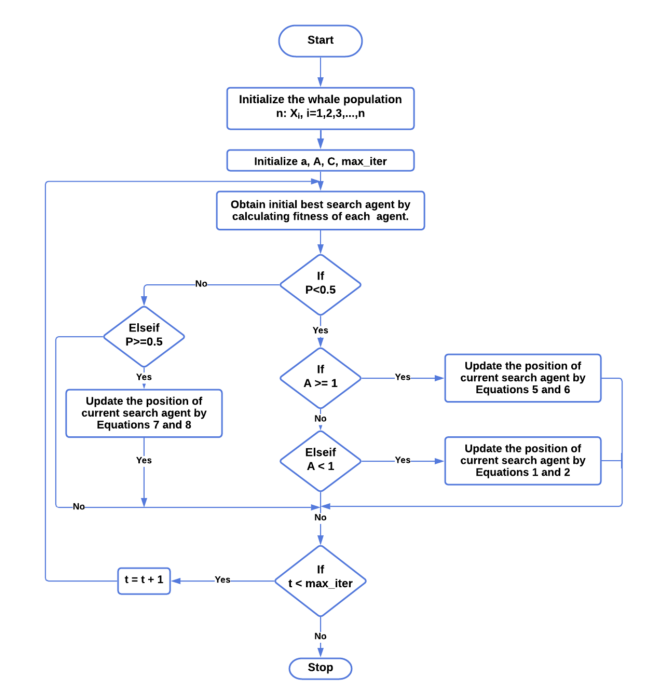 Start
Initialize the whale population
n: Xᵢ, i=1,2,3,...,n
Initialize a, A, C, max_iter
Obtain initial best search agent by
calculating fitness of each agent.
If
P<0.5
No
Yes
Elseif
P>=0.5
Yes
Update the position of
current search agent by
Equations 7 and 8
Yes
No
If
A >= 1
Yes
Update the position of
current search agent by
Equations 5 and 6
No
Elseif
A < 1
Yes
Update the position of
current search agent by
Equations 1 and 2
No
If
t < max_iter
Yes
t = t + 1
No
Stop